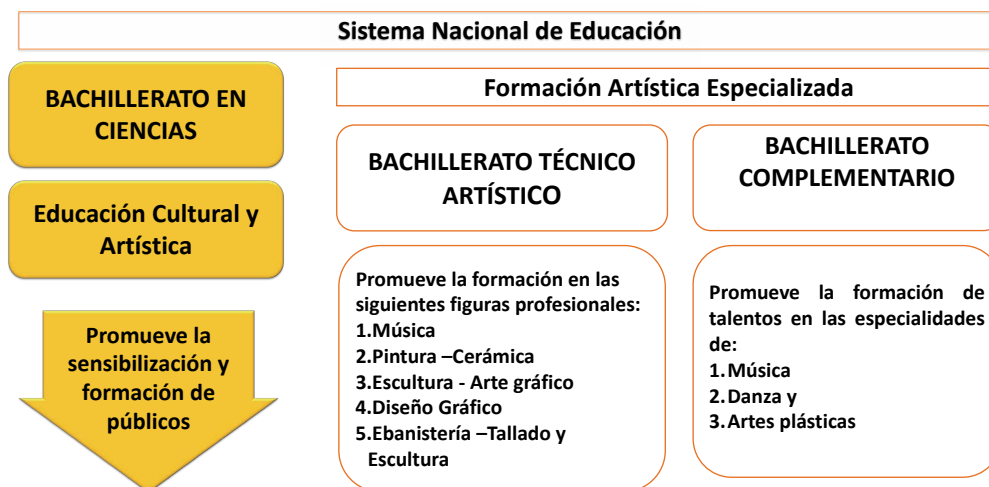 Sistema Nacional de Educación
BACHILLERATO EN
CIENCIAS
Educación Cultural y
Artística
Promueve la
sensibilización y
formación de
públicos
Formación Artística Especializada
BACHILLERATO TÉCNICO
ARTÍSTICO
Promueve la formación en las
siguientes figuras profesionales:
1.Música
2.Pintura –Cerámica
3.Escultura - Arte gráfico
4.Diseño Gráfico
5.Ebanistería –Tallado y
Escultura
BACHILLERATO
COMPLEMENTARIO
Promueve la formación de
talentos en las especialidades
de:
1.Música
2.Danza y
3.Artes plásticas